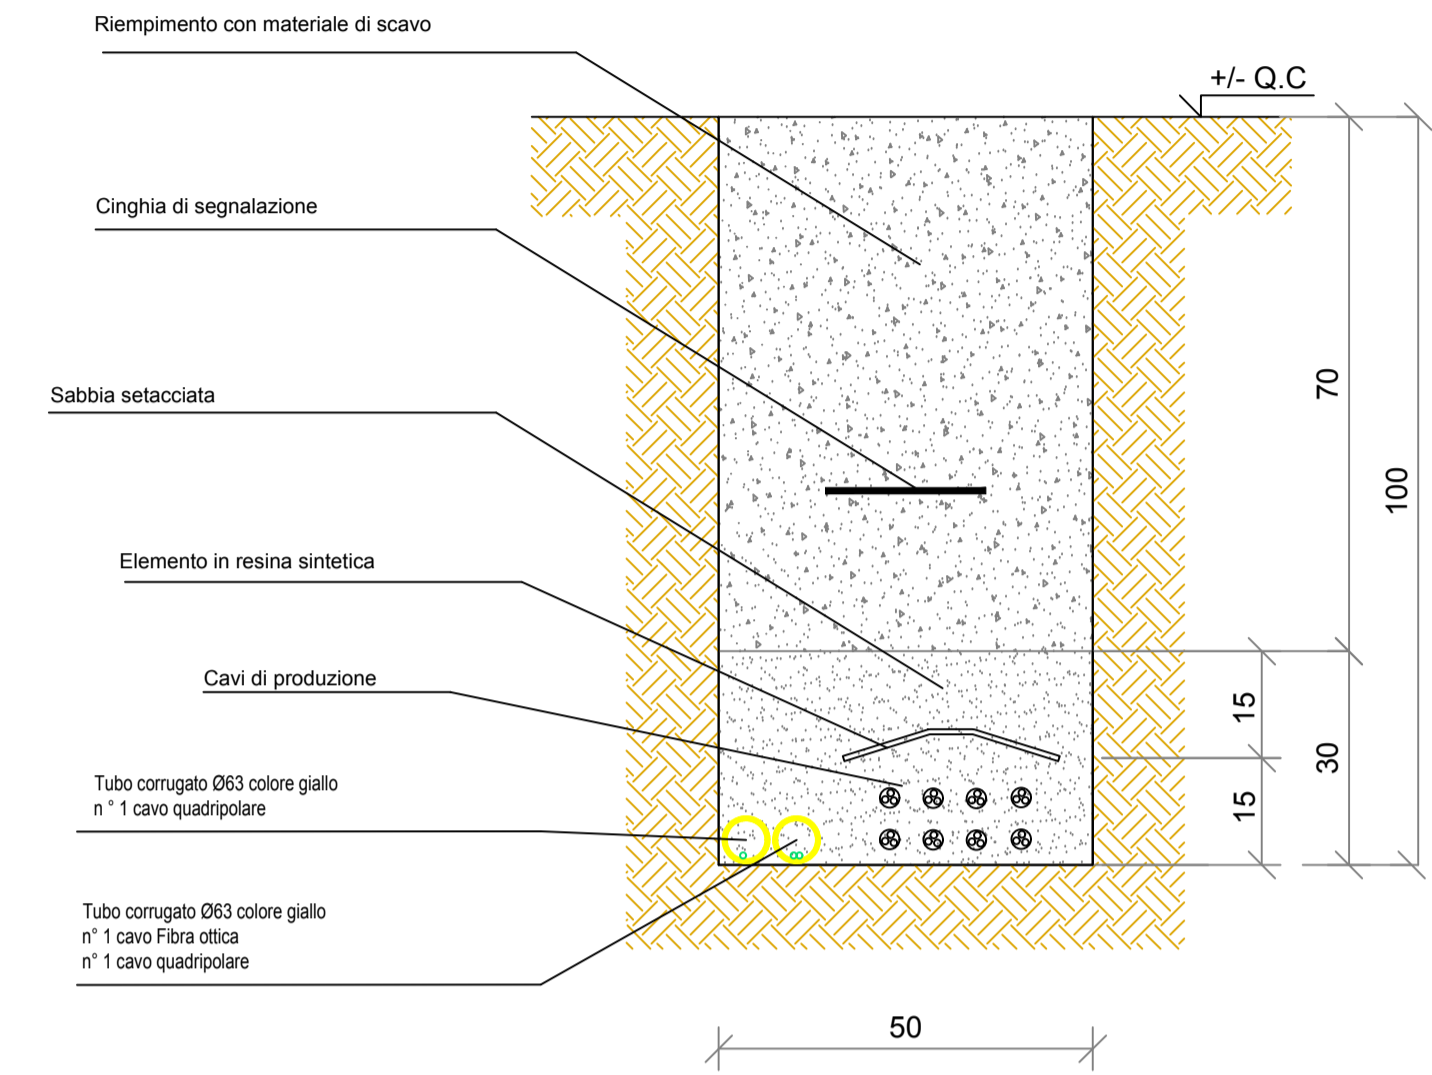 Riempimento con materiale di scavo
+/- Q.C
Cinghia di segnalazione
70
Sabbia setacciata
100
Elemento in resina sintetica
Cavi di produzione
15
30
Tubo corrugato Ø63 colore giallo
n ° 1 cavo quadripolare
15
Tubo corrugato Ø63 colore giallo
n° 1 cavo Fibra ottica
n° 1 cavo quadripolare
50